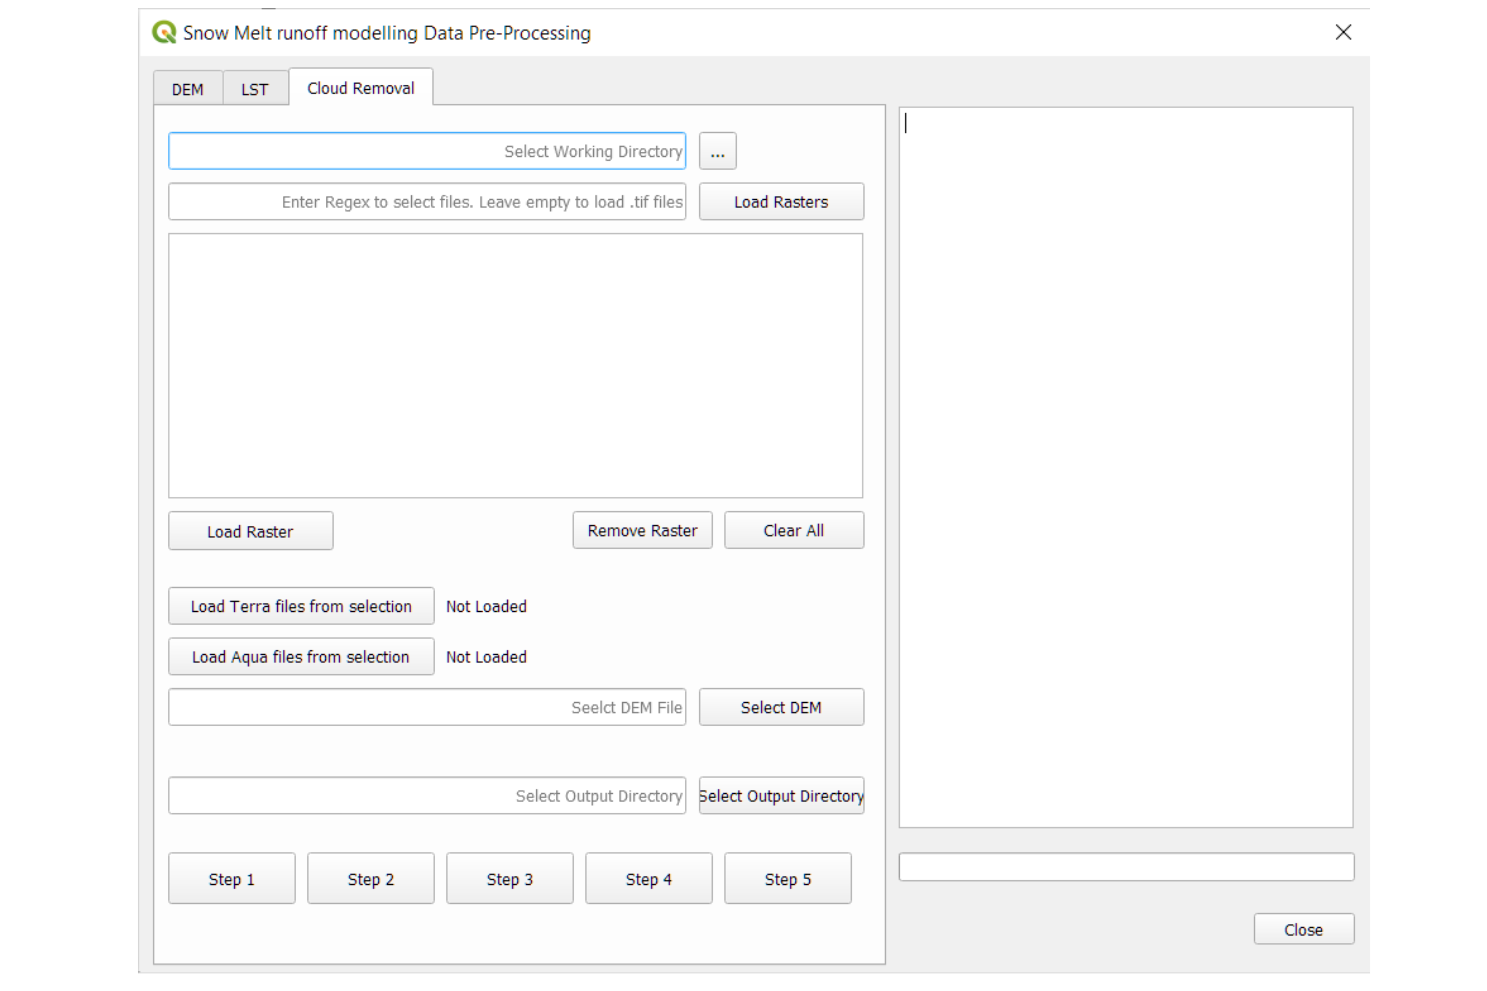 Snow Melt runoff modelling Data Pre-Processing
DEM LST Cloud Removal
Select Working Directory ...
Enter Regex to select files. Leave empty to load .tif files Load Rasters
Load Raster Remove Raster Clear All
Load Terra files from selection Not Loaded
Load Aqua files from selection Not Loaded
Seelct DEM File Select DEM
Select Output Directory Select Output Directory
Step 1 Step 2 Step 3 Step 4 Step 5
Close